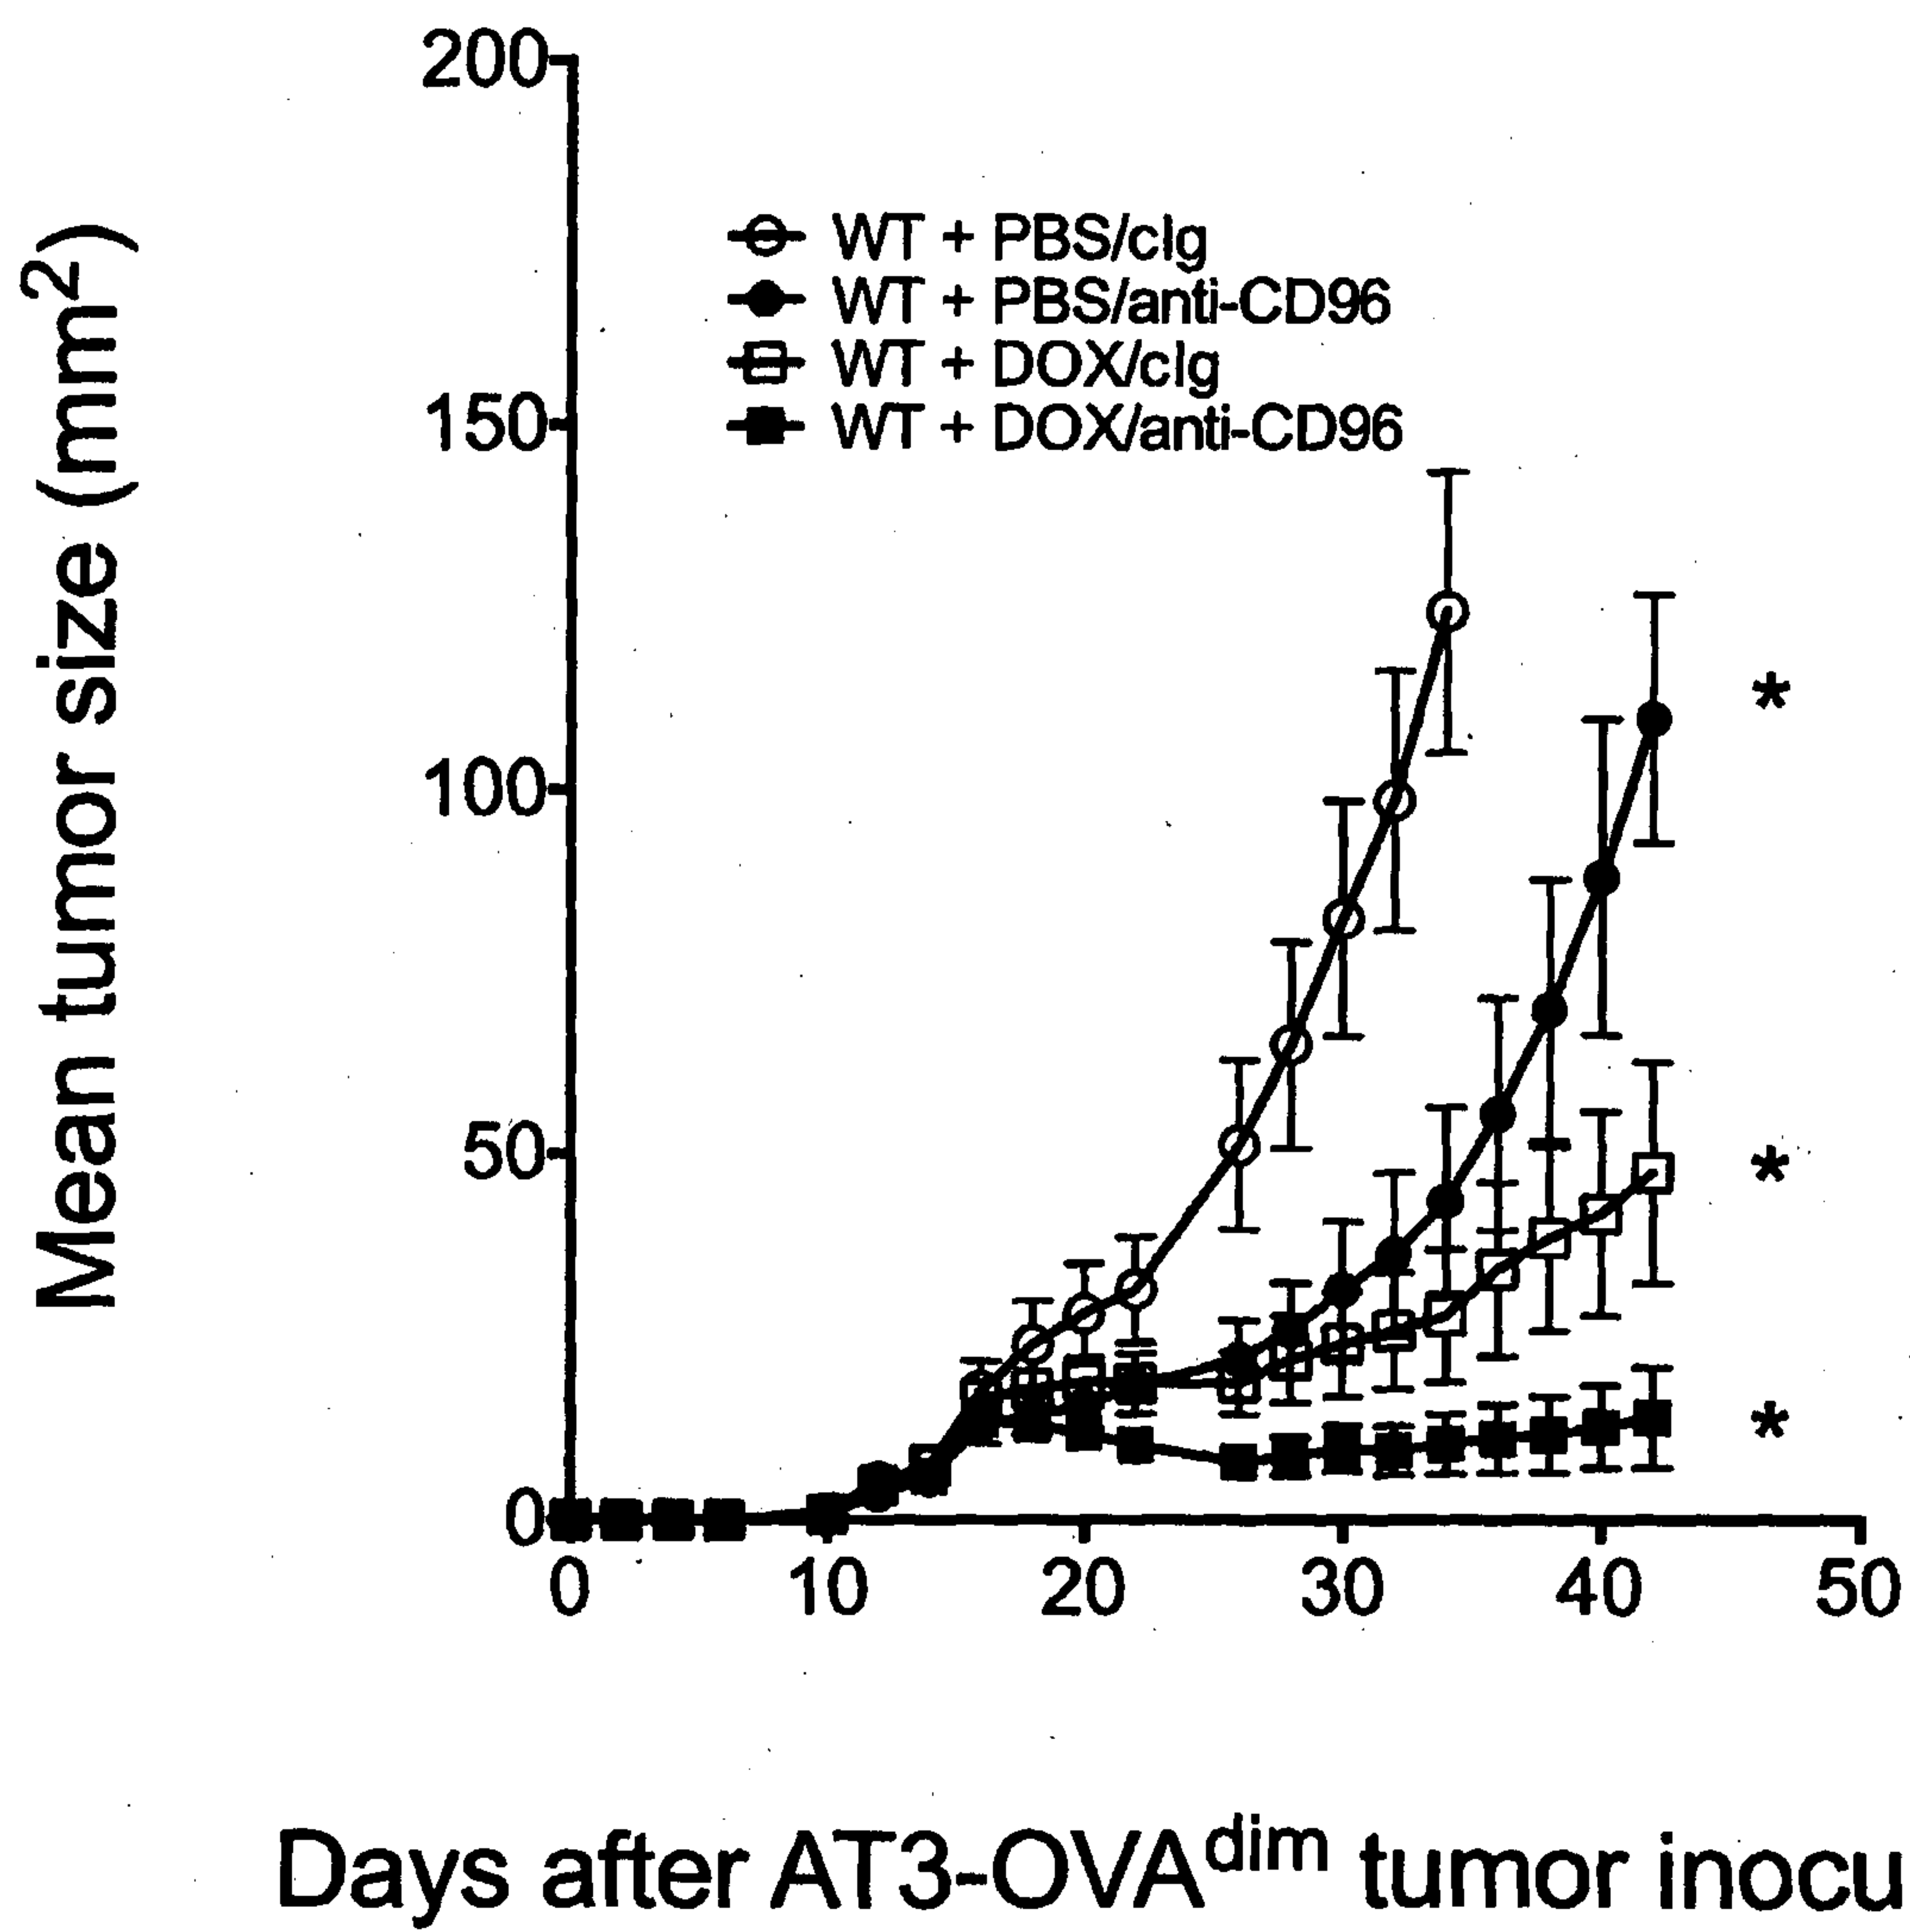 Mean tumor size (mm²)
200
150
100
50
0
WT + PBS/cIg
WT + PBS/anti-CD96
WT + DOX/cIg
WT + DOX/anti-CD96
*
*
*
0 10 20 30 40 50
Days after AT3-OVAdim tumor inocu